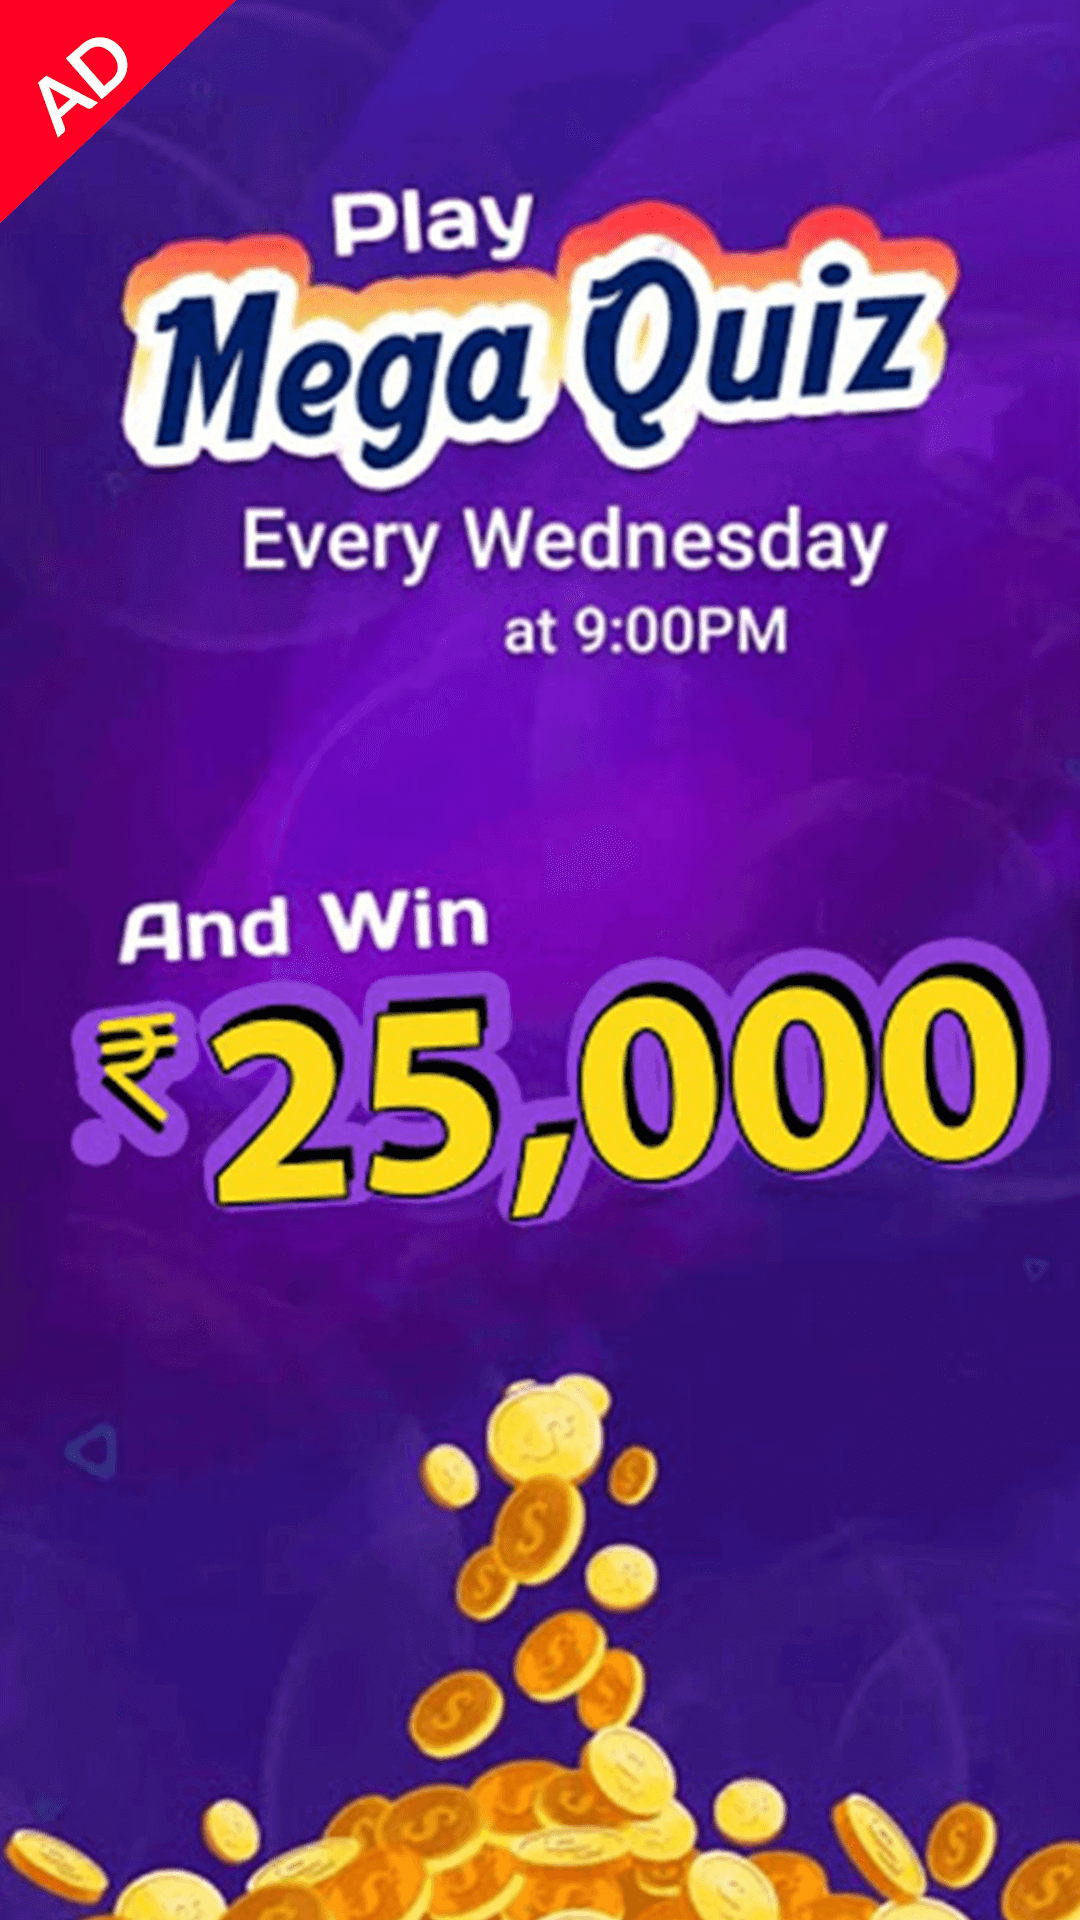 AD
Play
Mega Quiz
Every Wednesday
at 9:00PM
And Win
₹25,000